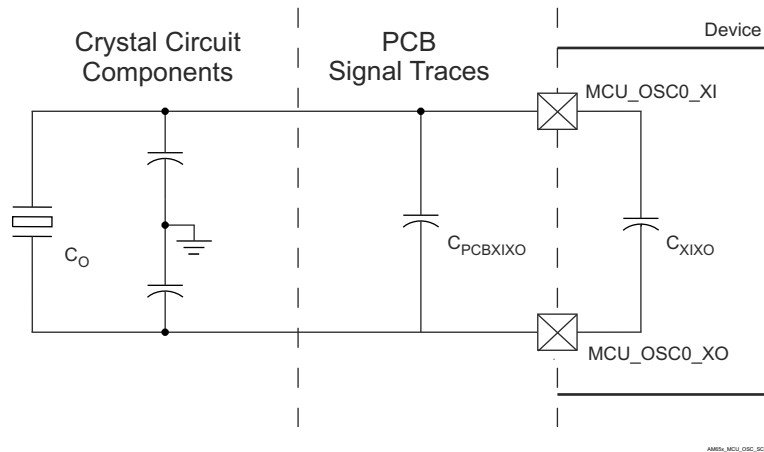 Crystal Circuit
Components
PCB
Signal Traces
Device
MCU_OSC0_XI
C_O
C_PCBXIXO
C_XIXO
MCU_OSC0_XO
AM65x_MCU_OSC_SC